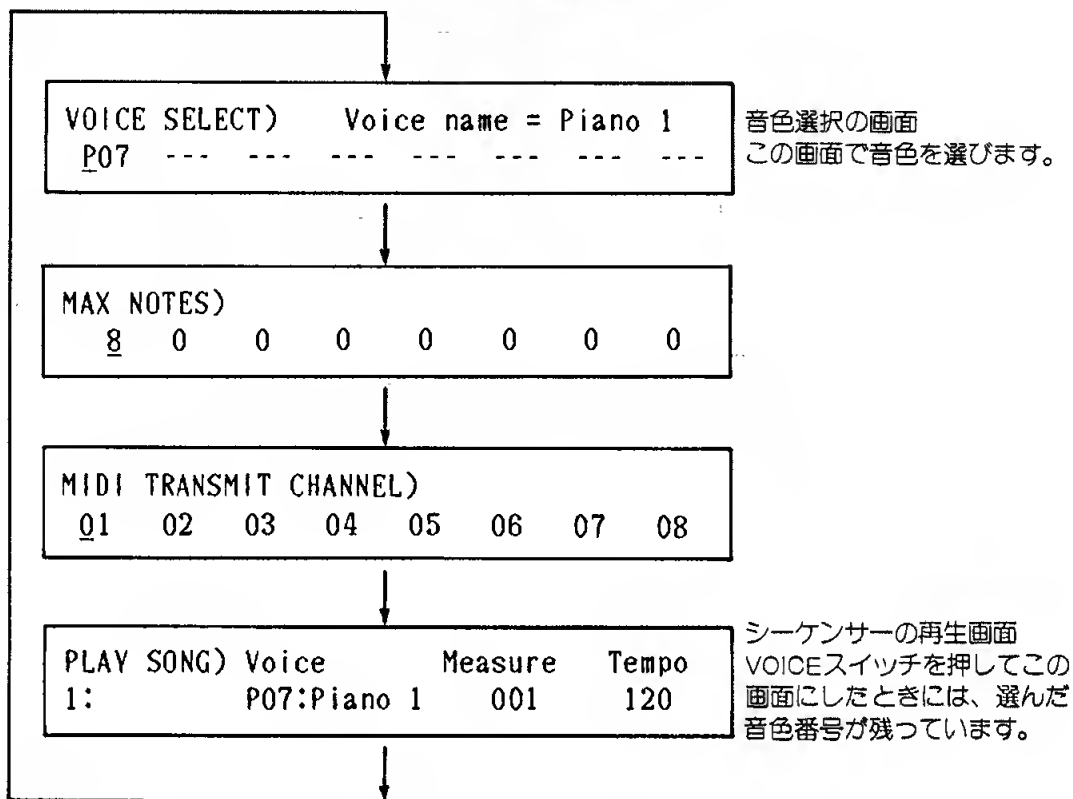 VOICE SELECT) Voice name = Piano 1
P07 --- --- --- --- --- --- ---
音色選択の画面
この画面で音色を選びます。
MAX NOTES)
8 0 0 0 0 0 0 0
MIDI TRANSMIT CHANNEL)
01 02 03 04 05 06 07 08
PLAY SONG) Voice Measure Tempo
1: P07:Piano 1 001 120
シーケンサーの再生画面
VOICEスイッチを押してこの
画面にしたときには、選んだ
音色番号が残っています。